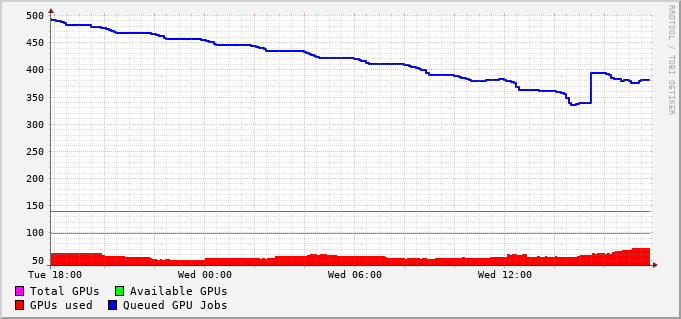 500
450
400
350
300
250
200
150
100
50
Tue 18:00 Wed 00:00 Wed 06:00 Wed 12:00
Total GPUs Available GPUs
GPUs used Queued GPU Jobs
RRDTOOL / TOBI OETIKER